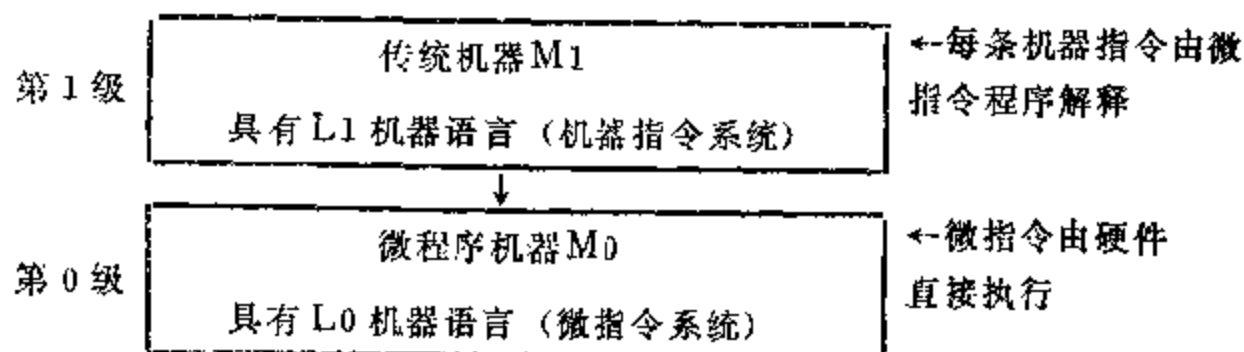 传统机器M1
←每条机器指令由微
第1级
指令程序解释
具有L1机器语言（机器指令系统）
↓
微程序机器M0
←微指令由硬件
第0级
直接执行
具有L0机器语言（微指令系统）